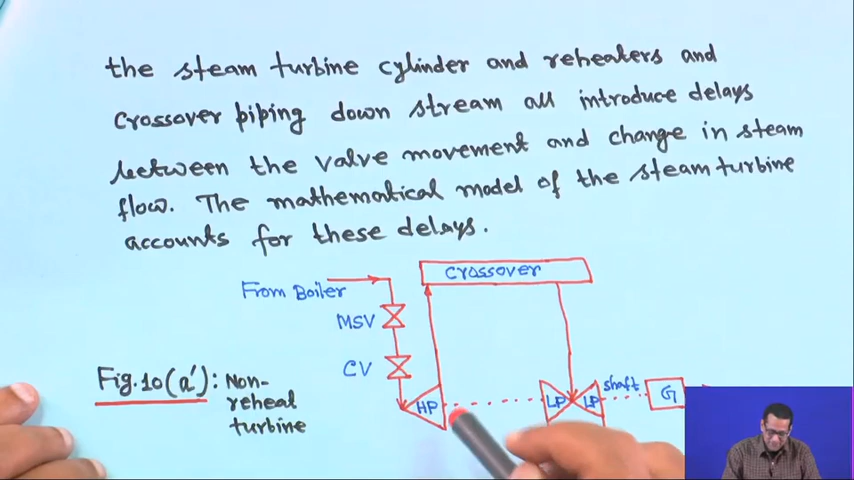 the steam turbine cylinder and reheaters and
crossover piping down stream all introduce delays
between the valve movement and change in steam
flow. The mathematical model of the steam turbine
accounts for these delays.
crossover
From Boiler
MSV
CV
Fig.10(a'): Non-
reheat
turbine
HP
LP
LP
shaft
G